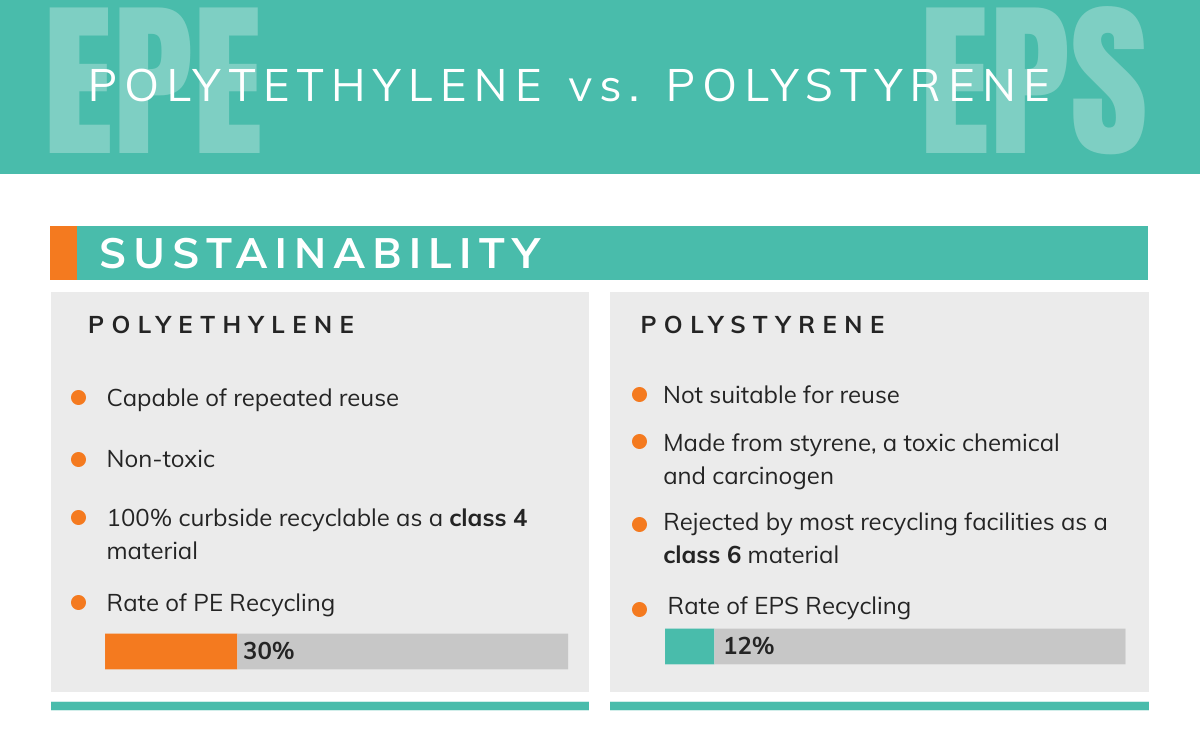 EPE
EPS
POLYTETHYLENE vs. POLYSTYRENE
SUSTAINABILITY
POLYETHYLENE
Capable of repeated reuse
Non-toxic
100% curbside recyclable as a class 4
material
Rate of PE Recycling
30%
POLYSTYRENE
Not suitable for reuse
Made from styrene, a toxic chemical
and carcinogen
Rejected by most recycling facilities as a
class 6 material
Rate of EPS Recycling
12%